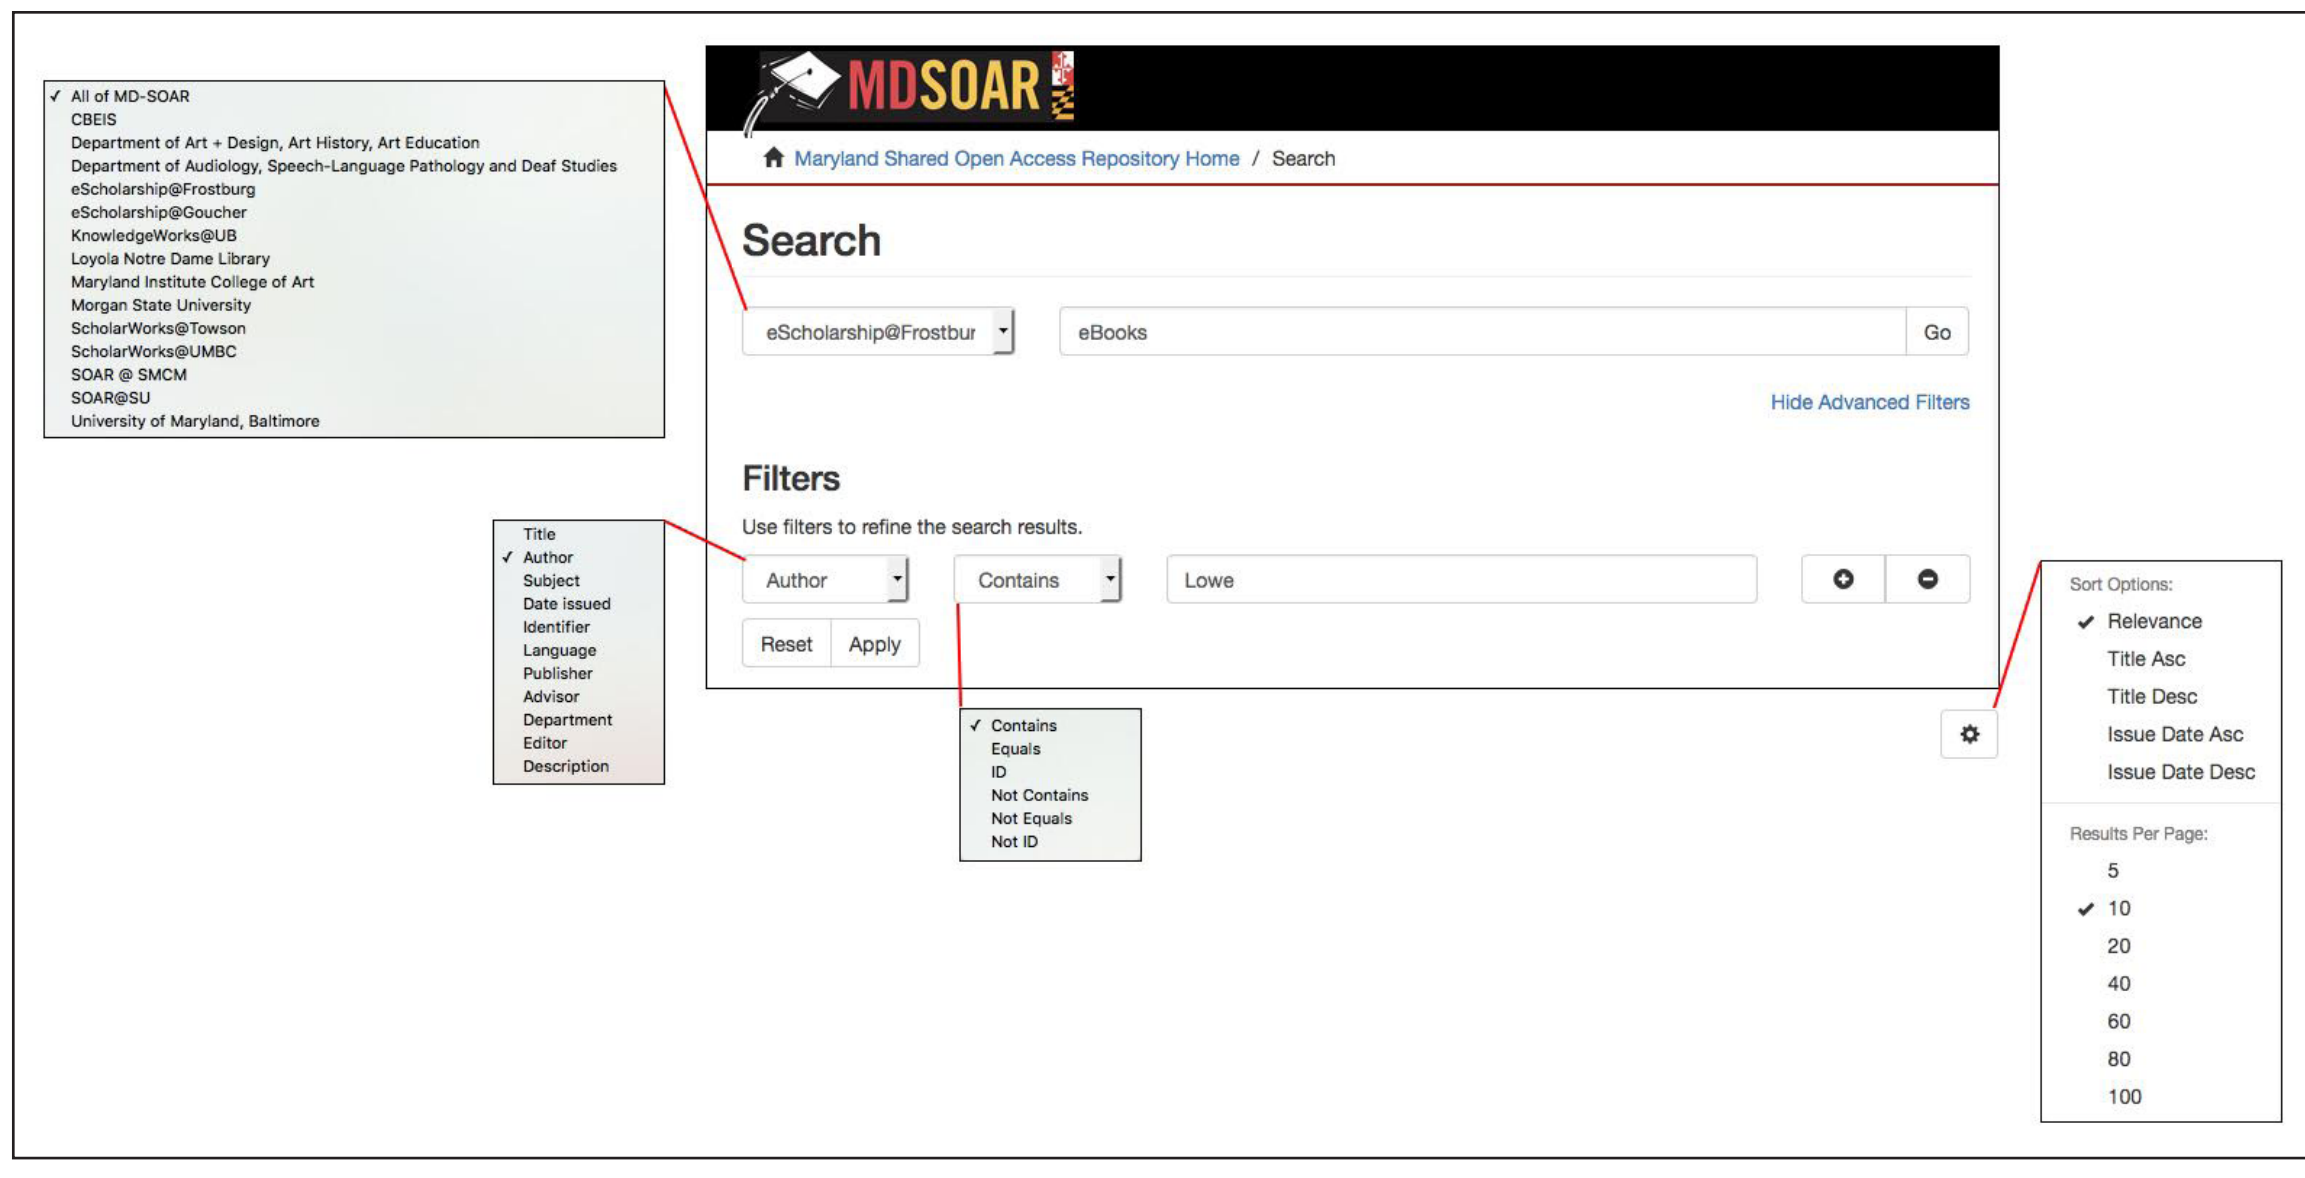 MDSOAR
Maryland Shared Open Access Repository Home / Search
All of MD-SOAR
CBEIS
Department of Art + Design, Art History, Art Education
Department of Audiology, Speech-Language Pathology and Deaf Studies
eScholarship@Frostburg
eScholarship@Goucher
KnowledgeWorks@UB
Loyola Notre Dame Library
Maryland Institute College of Art
Morgan State University
ScholarWorks@Towson
ScholarWorks@UMBC
SOAR @ SMCM
SOAR@SU
University of Maryland, Baltimore
Search
eScholarship@Frostbur eBooks Go
Hide Advanced Filters
Filters
Use filters to refine the search results.
Author Contains Lowe
Reset Apply
Title
Author
Subject
Date issued
Identifier
Language
Publisher
Advisor
Department
Editor
Description
Contains
Equals
ID
Not Contains
Not Equals
Not ID
Sort Options:
Relevance
Title Asc
Title Desc
Issue Date Asc
Issue Date Desc
Results Per Page:
5
10
20
40
60
80
100